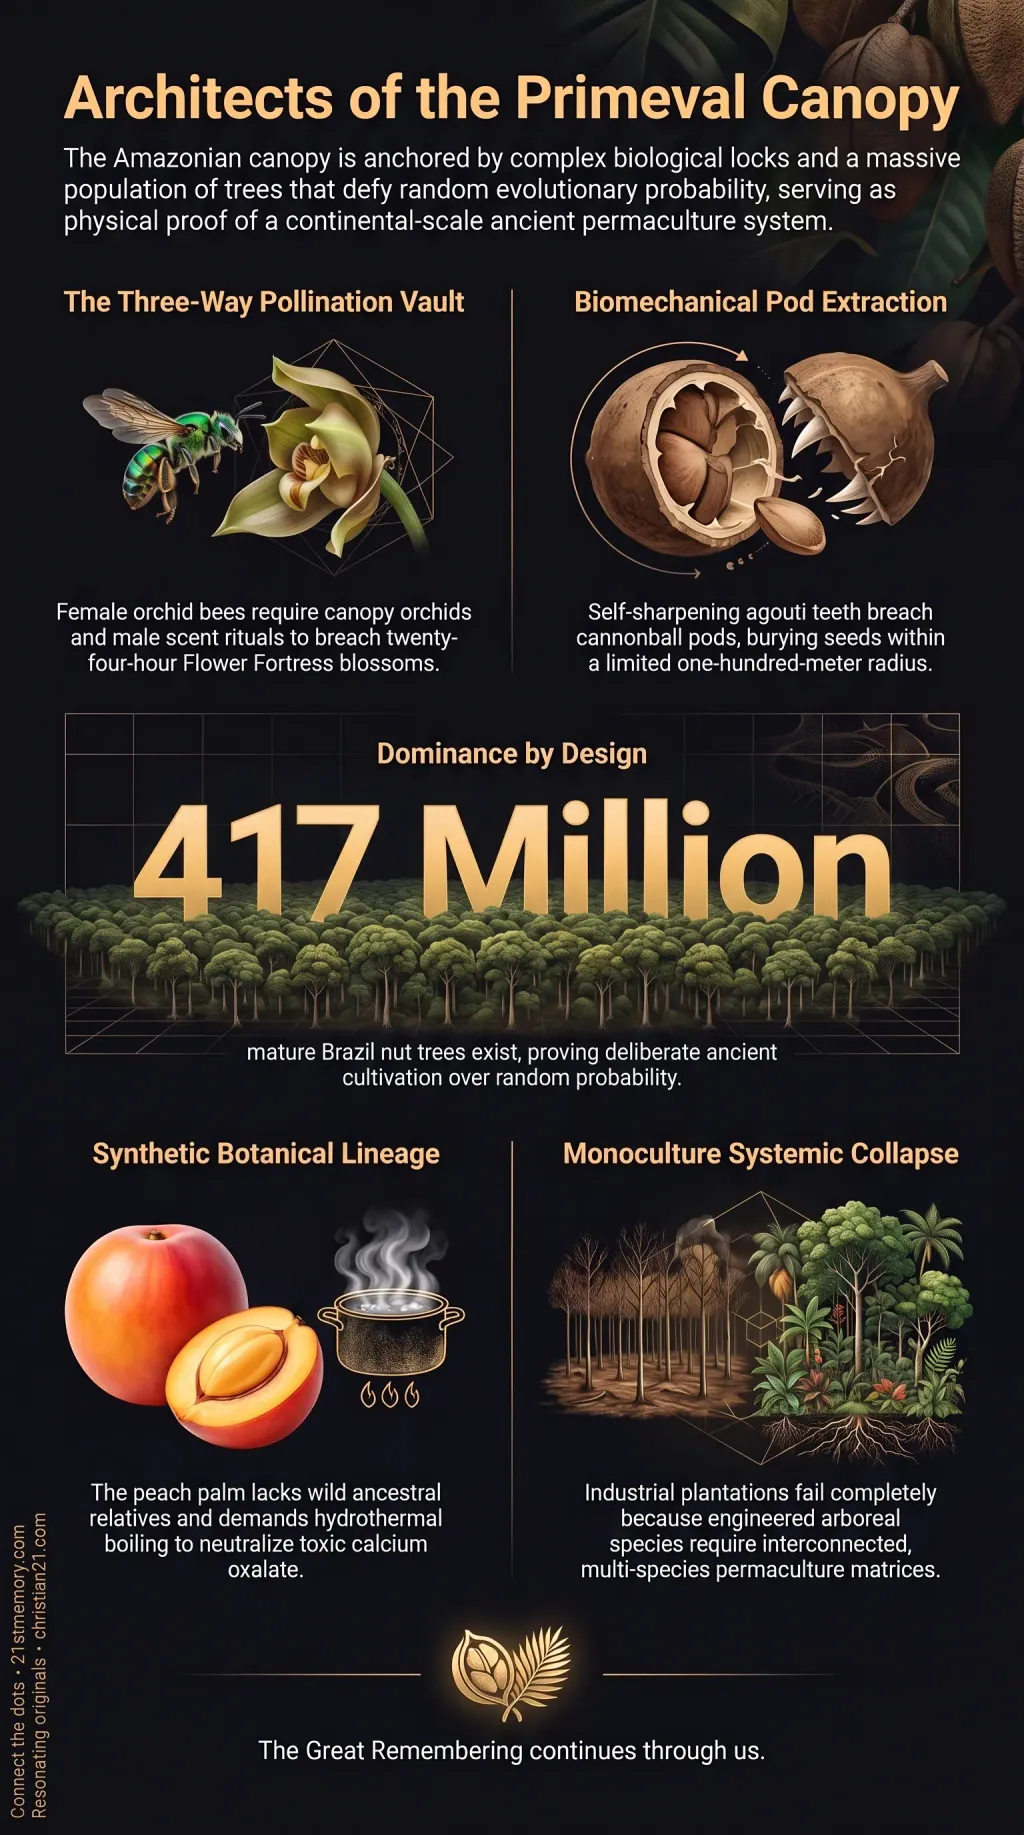 Architects of the Primeval Canopy
The Amazonian canopy is anchored by complex biological locks and a massive
population of trees that defy random evolutionary probability, serving as
physical proof of a continental-scale ancient permaculture system.
The Three-Way Pollination Vault
Female orchid bees require canopy orchids
and male scent rituals to breach twenty-
four-hour Flower Fortress blossoms.
Biomechanical Pod Extraction
Self-sharpening agouti teeth breach
cannonball pods, burying seeds within
a limited one-hundred-meter radius.
Dominance by Design
417 Million
mature Brazil nut trees exist, proving deliberate ancient
cultivation over random probability.
Synthetic Botanical Lineage
The peach palm lacks wild ancestral
relatives and demands hydrothermal
boiling to neutralize toxic calcium
oxalate.
Monoculture Systemic Collapse
Industrial plantations fail completely
because engineered arboreal
species require interconnected,
multi-species permaculture matrices.
The Great Remembering continues through us.
Connect the dots • 21stmemory.com
Resonating originals • christian21.com